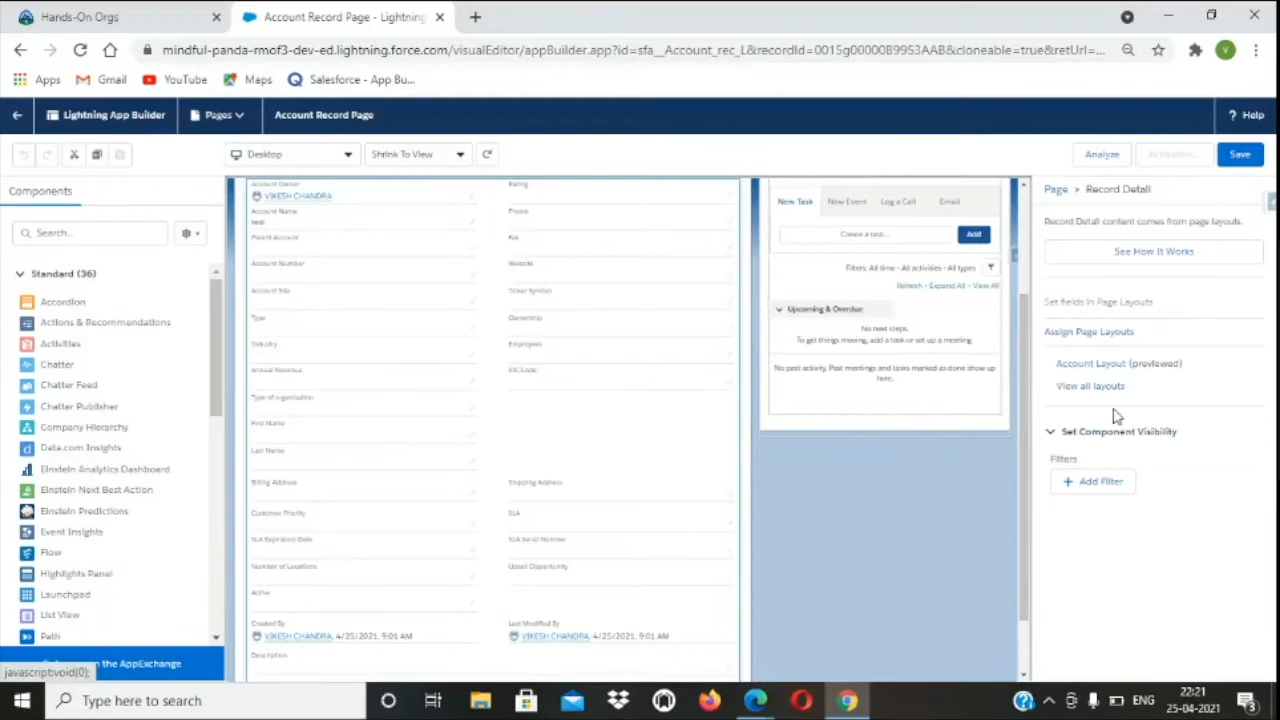 Hands-On Orgs
Account Record Page - Lightning
mindful-panda-rmof3-dev-ed.lightning.force.com/visualEditor/appBuilder.app?id=sfa__Account_rec_L&recordId=0015g00000B9953AAB&cloneable=true&retUrl=...
V
Apps
Gmail
YouTube
Maps
Salesforce - App Bu...
Lightning App Builder
Pages
Account Record Page
? Help
Desktop
Shrink To View
Analyze
Activation...
Save
Components
Search...
Standard (36)
Accordion
Actions & Recommendations
Activities
Chatter
Chatter Feed
Chatter Publisher
Company Hierarchy
Data.com Insights
Einstein Analytics Dashboard
Einstein Next Best Action
Einstein Predictions
Event Insights
Flow
Highlights Panel
Launchpad
List View
Path
on the AppExchange
javascript:void(0);
Account Owner
Rating
VIKESH CHANDRA
Account Name
Phone
test
Parent Account
Fax
Account Number
Website
Account Site
Ticker Symbol
Type
Ownership
Industry
Employees
Annual Revenue
SIC Code
Type of organisation
First Name
Last Name
Billing Address
Shipping Address
Customer Priority
SLA
SLA Expiration Date
SLA Serial Number
Number of Locations
Upsell Opportunity
Active
Created By
Last Modified By
VIKESH CHANDRA, 4/25/2021, 9:01 AM
VIKESH CHANDRA, 4/25/2021, 9:01 AM
Description
New Task
New Event
Log a Call
Email
Create a task...
Add
Filters: All time • All activities • All types
Refresh • Expand All • View All
Upcoming & Overdue
No next steps.
To get things moving, add a task or set up a meeting.
No past activity. Past meetings and tasks marked as done show up
here.
Page > Record Detail
Record Detail content comes from page layouts.
See How It Works
Set fields in Page Layouts
Assign Page Layouts
Account Layout (previewed)
View all layouts
Set Component Visibility
Filters
+ Add Filter
Type here to search
ENG
22:21
25-04-2021
3